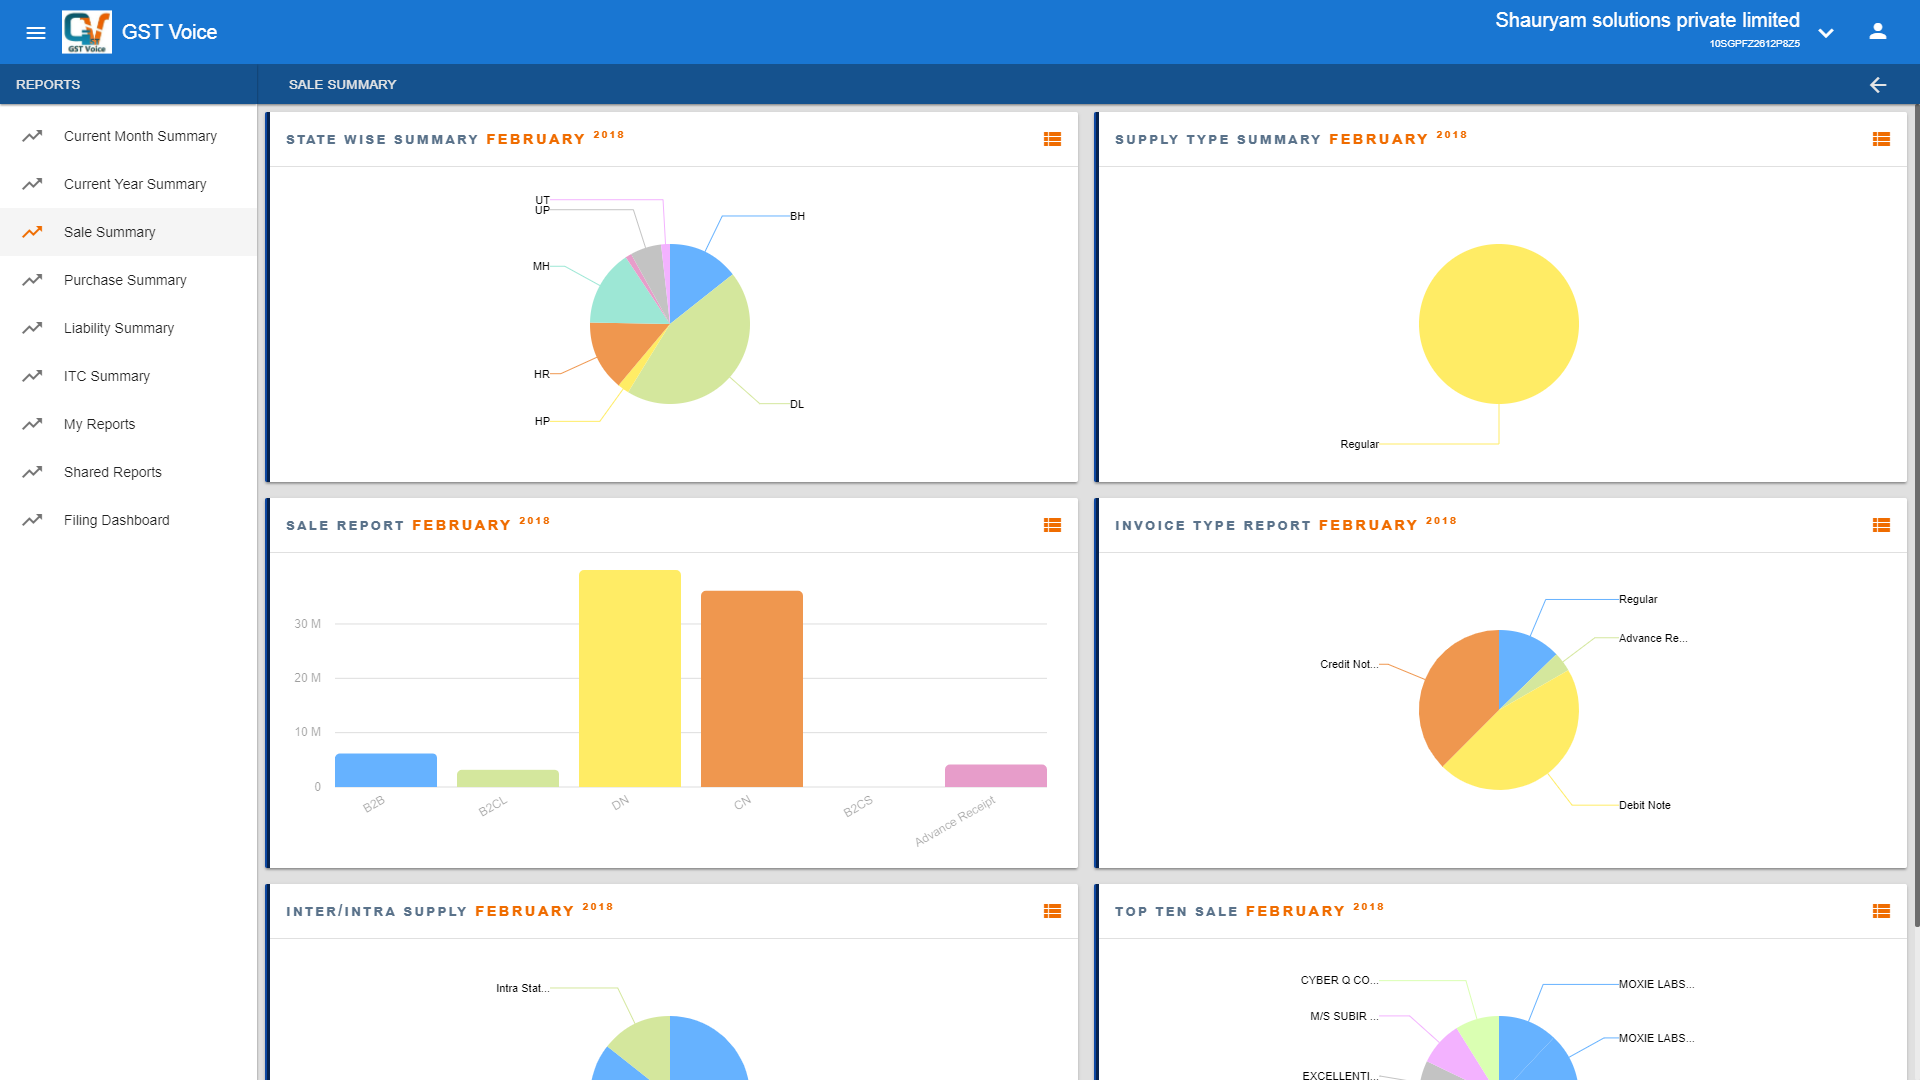 GST Voice
GST Voice
Shauryam solutions private limited
10SGPFZ2612P8Z5
REPORTS
SALE SUMMARY
Current Month Summary
Current Year Summary
Sale Summary
Purchase Summary
Liability Summary
ITC Summary
My Reports
Shared Reports
Filing Dashboard
STATE WISE SUMMARY FEBRUARY 2018
UT
UP
BH
MH
HR
HP
DL
SUPPLY TYPE SUMMARY FEBRUARY 2018
Regular
SALE REPORT FEBRUARY 2018
30 M
20 M
10 M
0
B2B
B2CL
DN
CN
B2CS
Advance Receipt
INVOICE TYPE REPORT FEBRUARY 2018
Regular
Advance Re...
Credit Not...
Debit Note
INTER/INTRA SUPPLY FEBRUARY 2018
Intra Stat...
TOP TEN SALE FEBRUARY 2018
CYBER Q CO...
MOXIE LABS...
M/S SUBIR ...
MOXIE LABS...
EXCELLENTI...